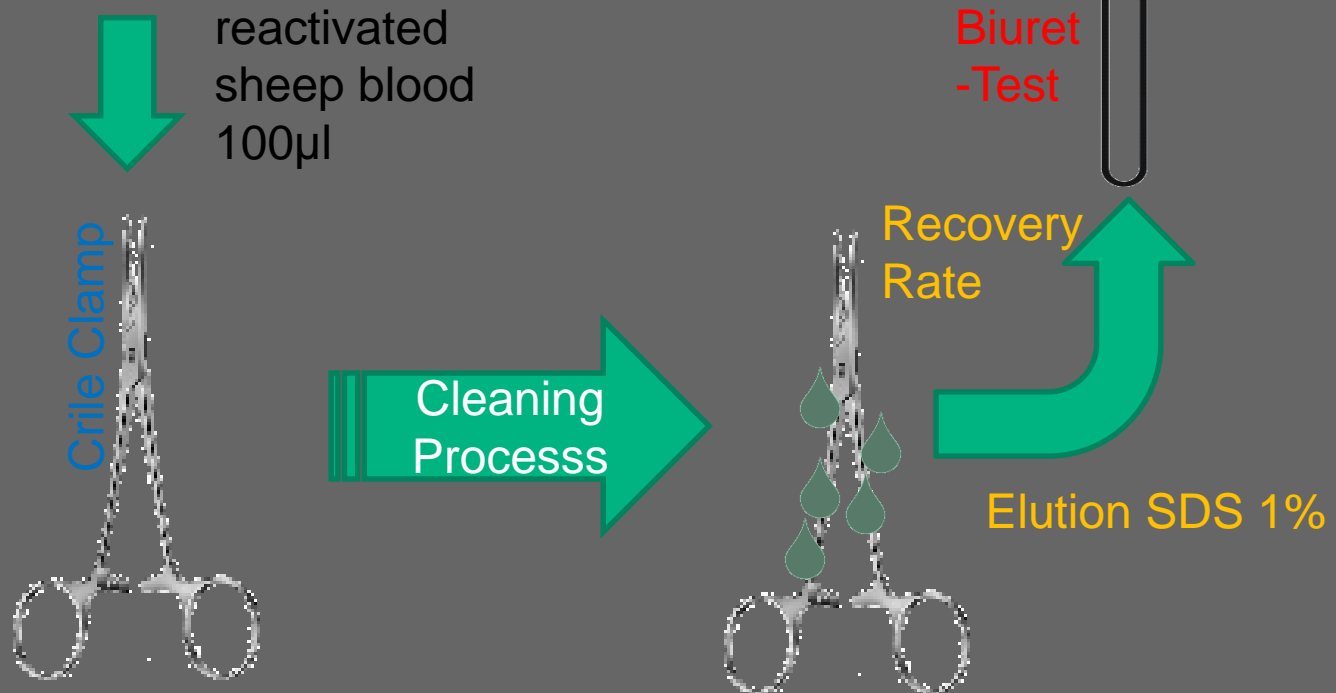 reactivated
sheep blood
100µl
Biuret
-Test
Crile Clamp
Recovery
Rate
Cleaning
Processs
Elution SDS 1%